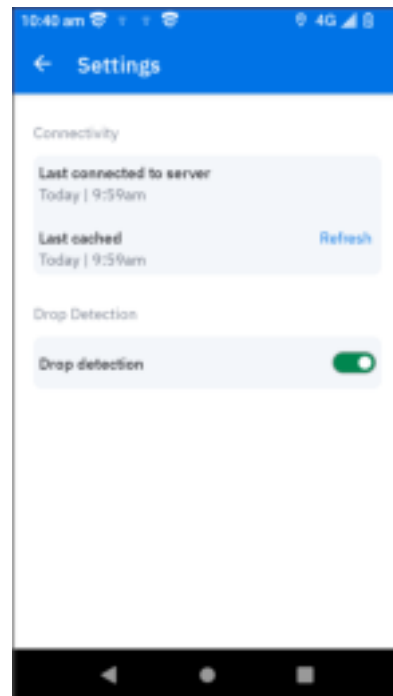 10:40 am 4G
Settings
Connectivity
Last connected to server
Today | 9:59am
Last cached Refresh
Today | 9:59am
Drop Detection
Drop detection